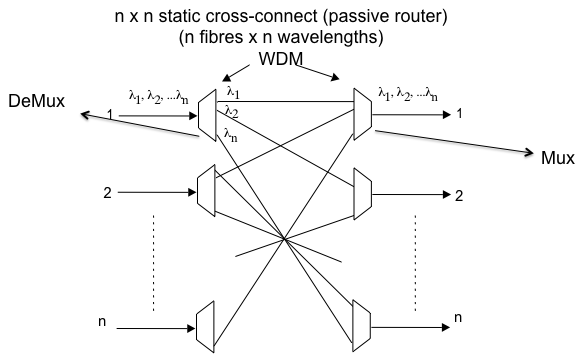 n x n static cross-connect (passive router)
(n fibres x n wavelengths)
WDM
DeMux
λ1, λ2, ...λn
λ1
λ1, λ2, ...λn
1
λ2
1
λn
Mux
2
2
n
n